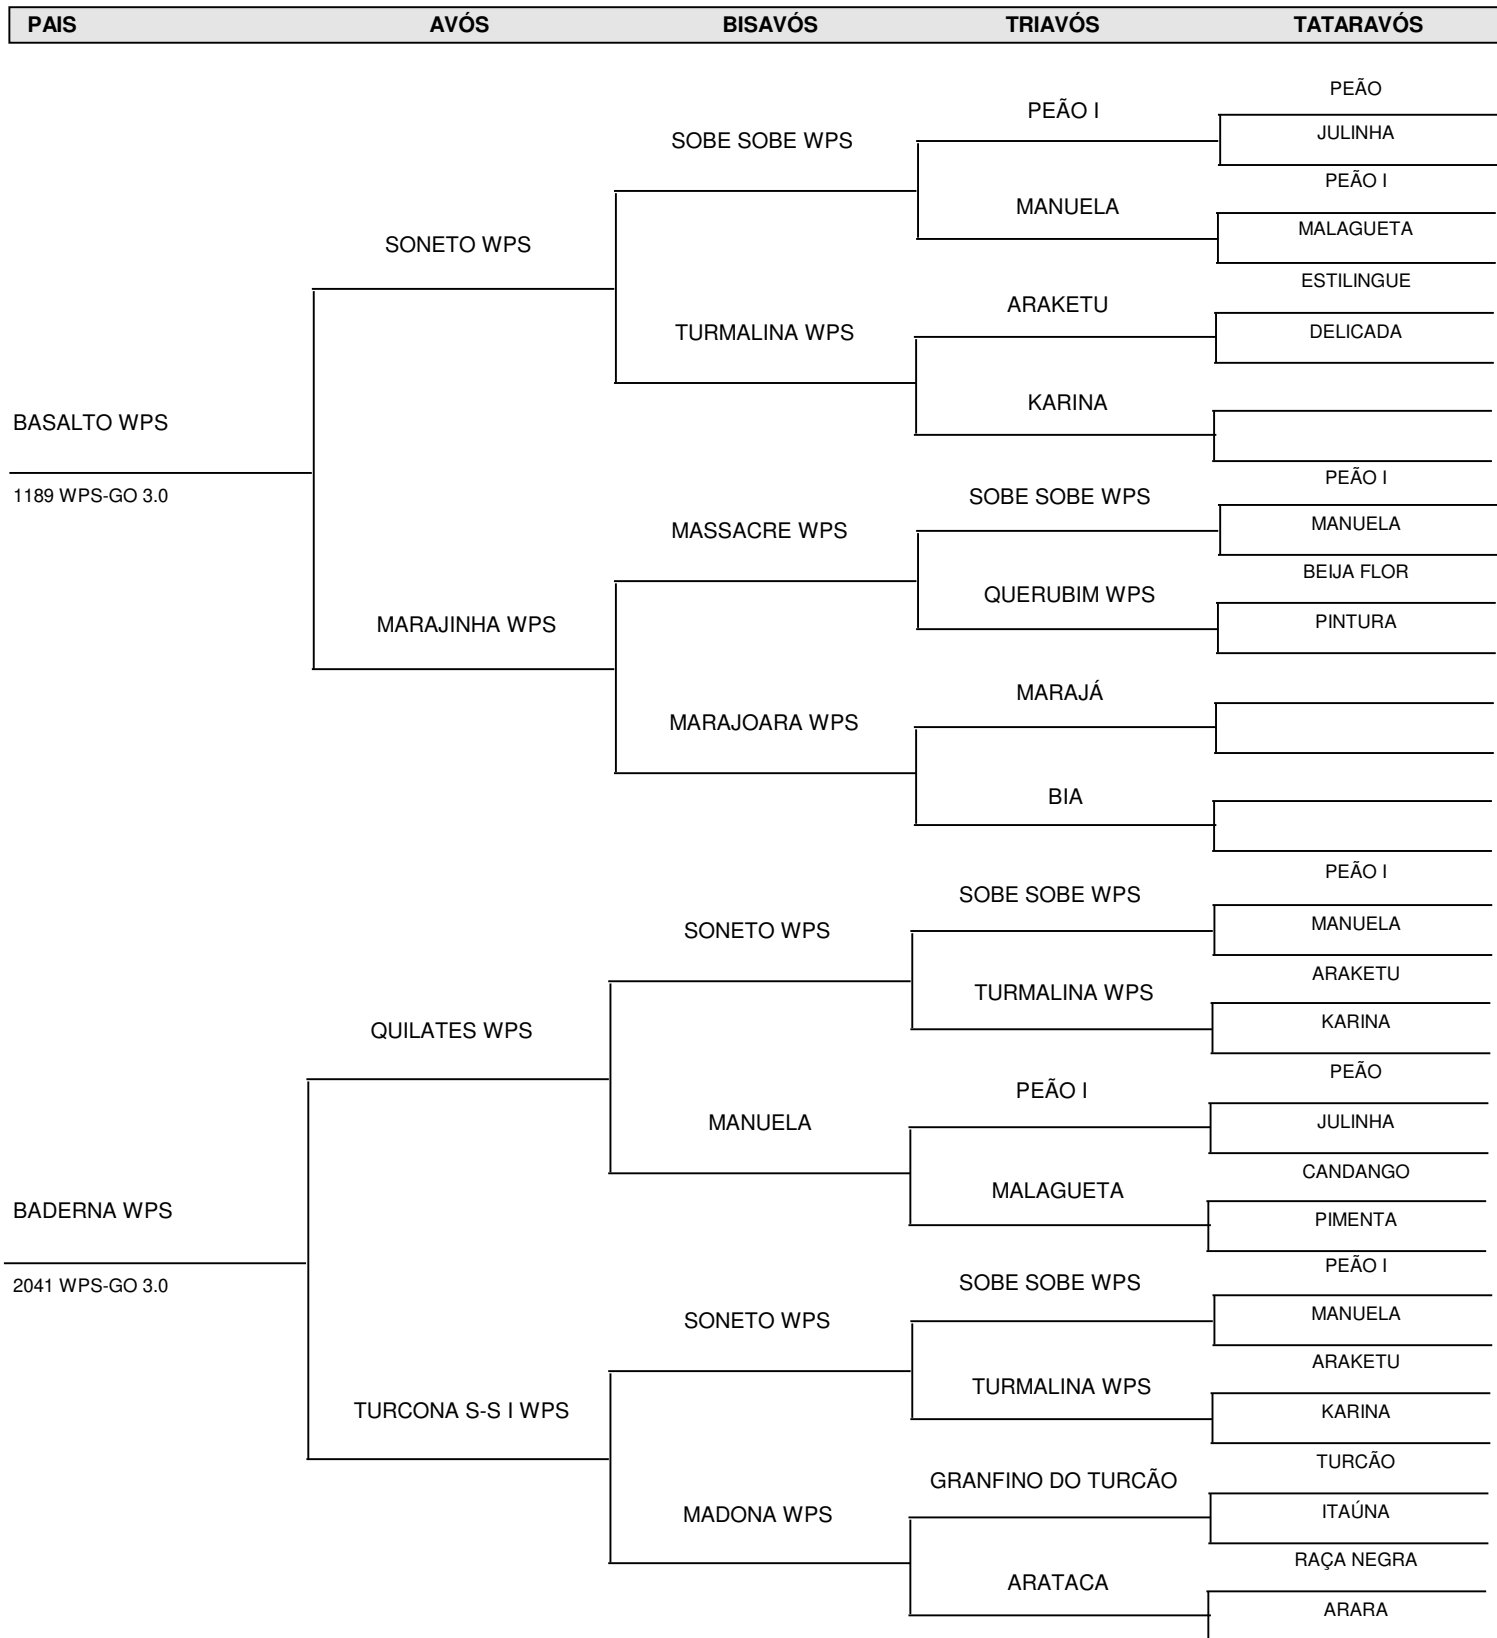 PAIS AVÓS BISAVÓS TRIAVÓS TATARAVÓS
PEÃO
PEÃO I
JULINHA
SOBE SOBE WPS
PEÃO I
MANUELA
MALAGUETA
SONETO WPS
ESTILINGUE
ARAKETU
TURMALINA WPS
DELICADA
KARINA
BASALTO WPS
PEÃO I
1189 WPS-GO 3.0
SOBE SOBE WPS
MASSACRE WPS
MANUELA
BEIJA FLOR
QUERUBIM WPS
MARAJINHA WPS
PINTURA
MARAJÁ
MARAJOARA WPS
BIA
PEÃO I
SOBE SOBE WPS
SONETO WPS
MANUELA
ARAKETU
TURMALINA WPS
QUILATES WPS
KARINA
PEÃO
PEÃO I
MANUELA
JULINHA
CANDANGO
MALAGUETA
BADERNA WPS
PIMENTA
PEÃO I
2041 WPS-GO 3.0
SOBE SOBE WPS
SONETO WPS
MANUELA
ARAKETU
TURMALINA WPS
TURCONA S-S I WPS
KARINA
TURCÃO
GRANFINO DO TURCÃO
MADONA WPS
ITAÚNA
RAÇA NEGRA
ARATACA
ARARA